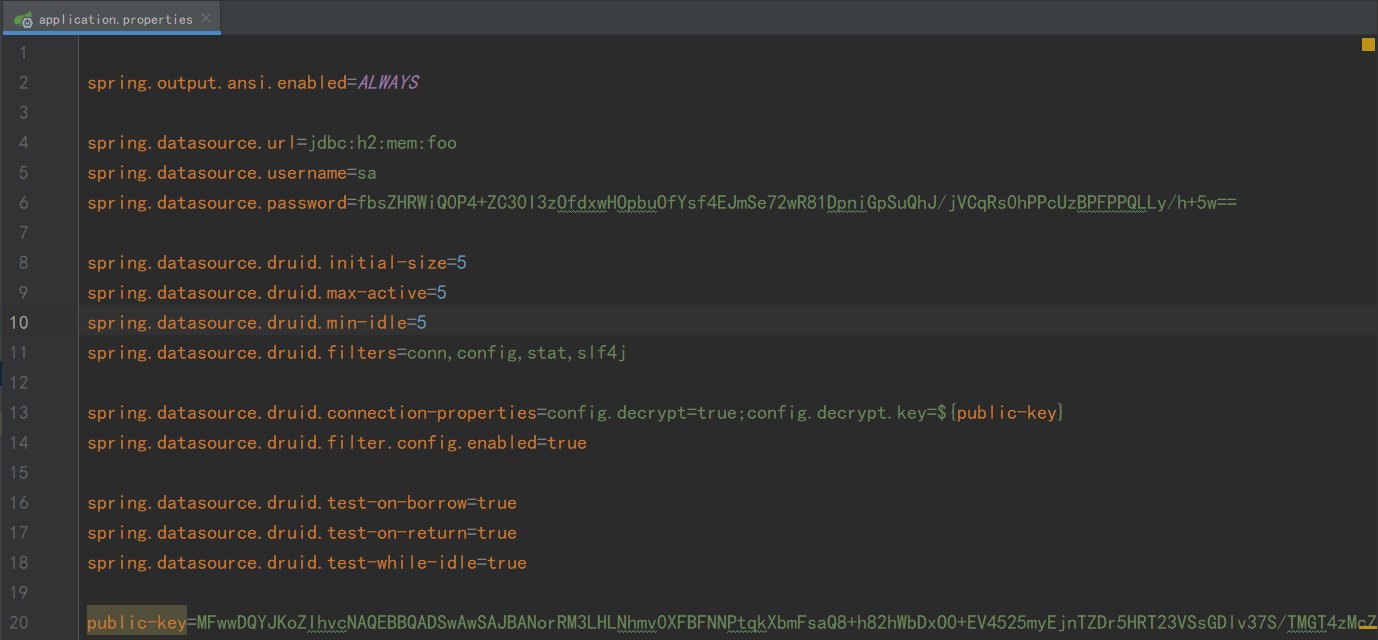 application.properties
1
2 spring.output.ansi.enabled=ALWAYS
3
4 spring.datasource.url=jdbc:h2:mem:foo
5 spring.datasource.username=sa
6 spring.datasource.password=fbsZHRWiQOP4+ZC3Ol3zOfdxwHOpbuOfYsf4EJmSe72wR81DpniGpSuQhJ/jVCqRsOhPPcUzBPFPPQLLy/h+5w==
7
8 spring.datasource.druid.initial-size=5
9 spring.datasource.druid.max-active=5
10 spring.datasource.druid.min-idle=5
11 spring.datasource.druid.filters=conn,config,stat,slf4j
12
13 spring.datasource.druid.connection-properties=config.decrypt=true;config.decrypt.key=${public-key}
14 spring.datasource.druid.filter.config.enabled=true
15
16 spring.datasource.druid.test-on-borrow=true
17 spring.datasource.druid.test-on-return=true
18 spring.datasource.druid.test-while-idle=true
19
20 public-key=MFwwDQYJKoZIhvcNAQEBBQADSwAwSAJBANorRM3LHLNhmvOXFBFNNPtqkXbmFsaQ8+h82hWbDxOO+EV4525myEjnTZDr5HRT23VSsGDlv37S/TMGT4zMcZ